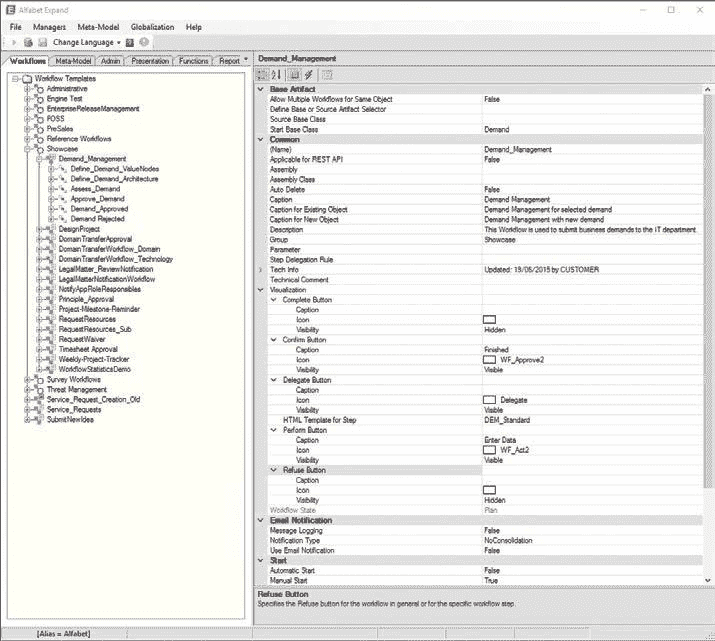 Alfabet Expand
File Managers Meta-Model Globalization Help
Change Language
Workflows Meta-Model Admin Presentation Functions Report
Workflow Templates
Administrative
Engine Test
EnterpriseReleaseManagement
FOSS
PreSales
Reference Workflows
Showcase
Demand_Management
Define_Demand_ValueNodes
Define_Demand_Architecture
Assess_Demand
Approve_Demand
Demand_Approved
Demand Rejected
DesignProject
DomainTransferApproval
DomainTransferWorkflow_Domain
DomainTransferWorkflow_Technology
LegalMatter_ReviewNotification
LegalMatterNotificationWorkflow
NotifyAppRoleResponsibles
Principle_Approval
Project-Milestone-Reminder
RequestResources
RequestResources_Sub
RequestWaiver
Timesheet Approval
Weekly-Project-Tracker
WorkflowStatisticsDemo
Survey Workflows
Threat Management
Service_Request_Creation_Old
Service_Requests
SubmitNewIdea
Demand_Management
Base Artifact
Allow Multiple Workflows for Same Object False
Define Base or Source Artifact Selector
Source Base Class
Start Base Class Demand
Common
(Name) Demand_Management
Applicable for REST API False
Assembly
Assembly Class
Auto Delete False
Caption Demand Management
Caption for Existing Object Demand Management for selected demand
Caption for New Object Demand Management with new demand
Description This Workflow is used to submit business demands to the IT department.
Group Showcase
Parameter
Step Delegation Rule
Tech Info Updated: 19/06/2015 by CUSTOMER
Technical Comment
Visualization
Complete Button
Caption
Icon
Visibility Hidden
Confirm Button
Caption Finished
Icon WF_Approve2
Visibility Visible
Delegate Button
Caption
Icon Delegate
Visibility Visible
HTML Template for Step DEM_Standard
Perform Button
Caption Enter Data
Icon WF_Act2
Visibility Visible
Refuse Button
Caption
Icon
Visibility Hidden
Workflow State Plan
Email Notification
Message Logging False
Notification Type NoConsolidation
Use Email Notification False
Start
Automatic Start False
Manual Start True
Refuse Button
Specifies the Refuse button for the workflow in general or for the specific workflow step.
[Alias = Alfabet]